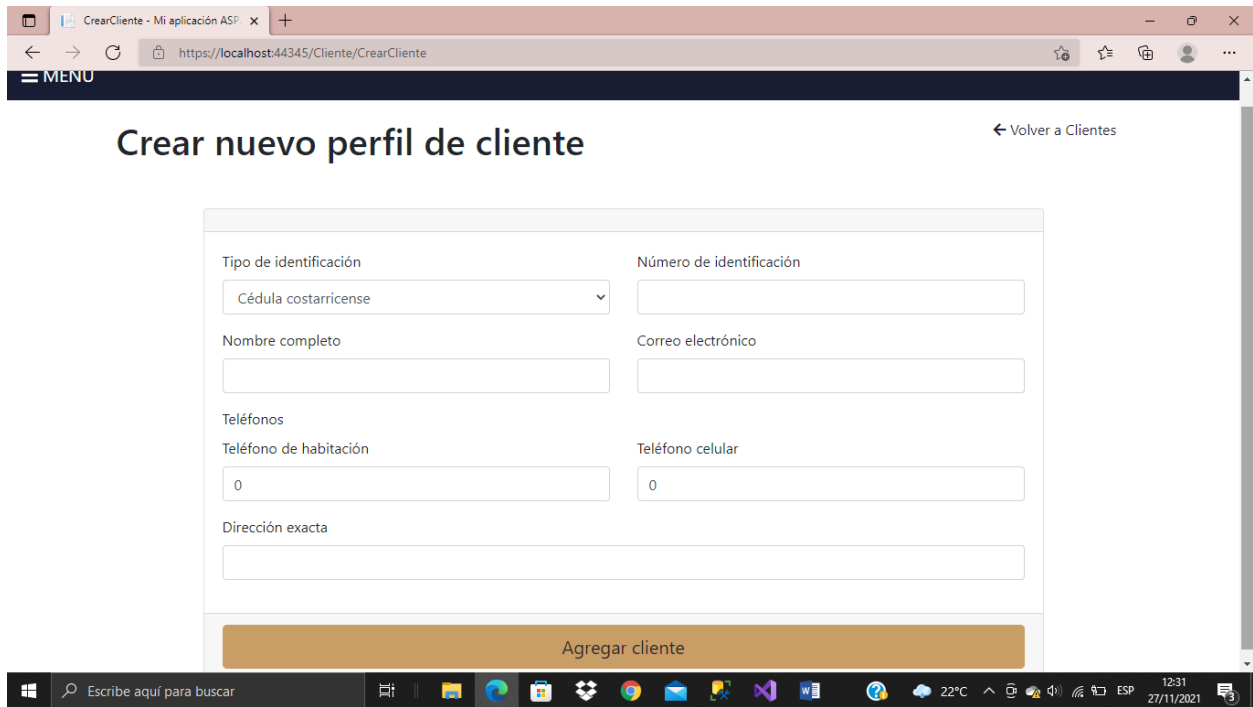 CrearCliente - Mi aplicación ASP.
https://localhost:44345/Cliente/CrearCliente
MENU
Crear nuevo perfil de cliente
Volver a Clientes
Tipo de identificación
Número de identificación
Cédula costarricense
Nombre completo
Correo electrónico
Teléfonos
Teléfono de habitación
Teléfono celular
0
0
Dirección exacta
Agregar cliente
Escribe aquí para buscar
22°C
ESP
12:31
27/11/2021
3